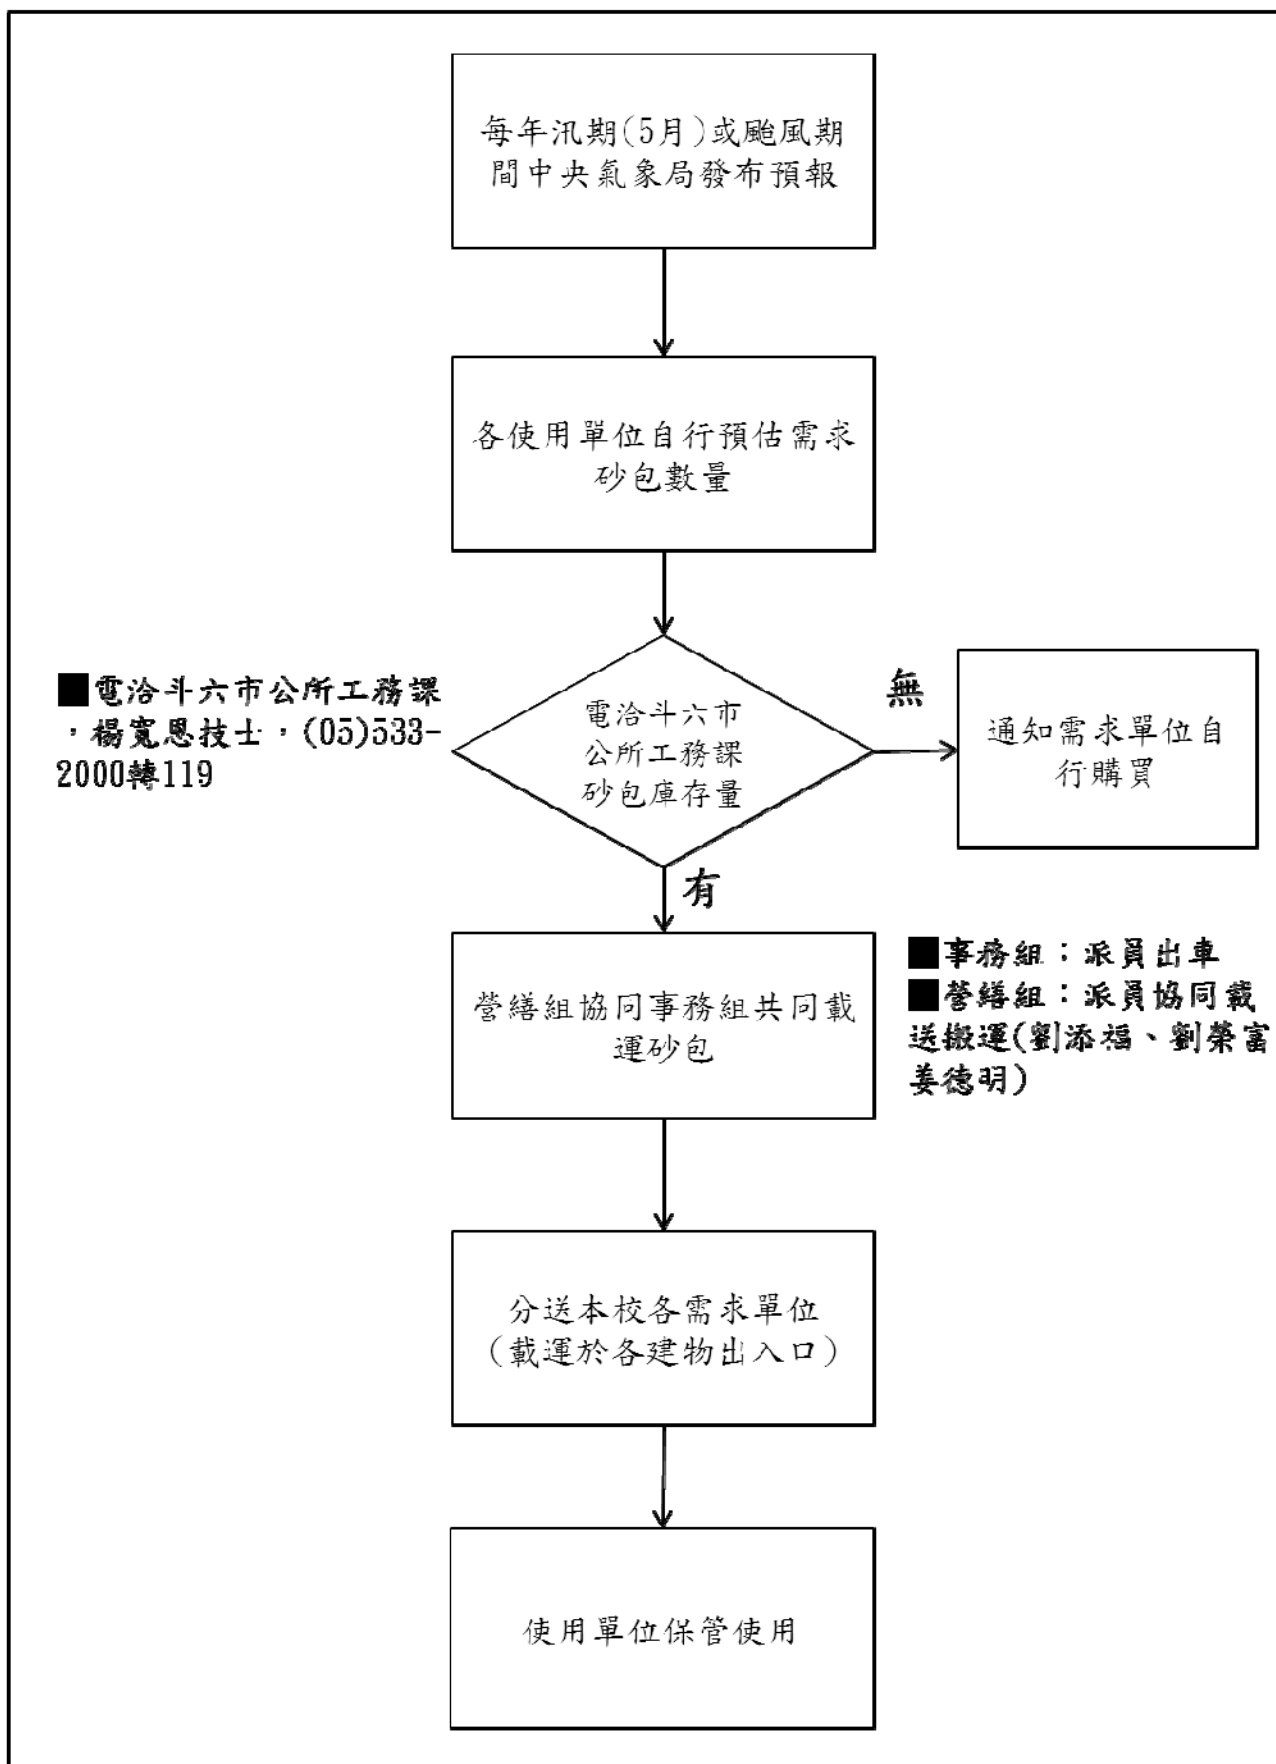 每年汛期(5月)或颱風期
間中央氣象局發布預報
各使用單位自行預估需求
砂包數量
■電洽斗六市公所工務課
，楊寬恩技士，(05)533-
2000轉119
電洽斗六市
公所工務課
砂包庫存量
無
通知需求單位自
行購買
有
營繕組協同事務組共同載
運砂包
■事務組：派員出車
■營繕組：派員協同載
送搬運(劉添福、劉榮富
姜德明)
分送本校各需求單位
(載運於各建物出入口)
使用單位保管使用